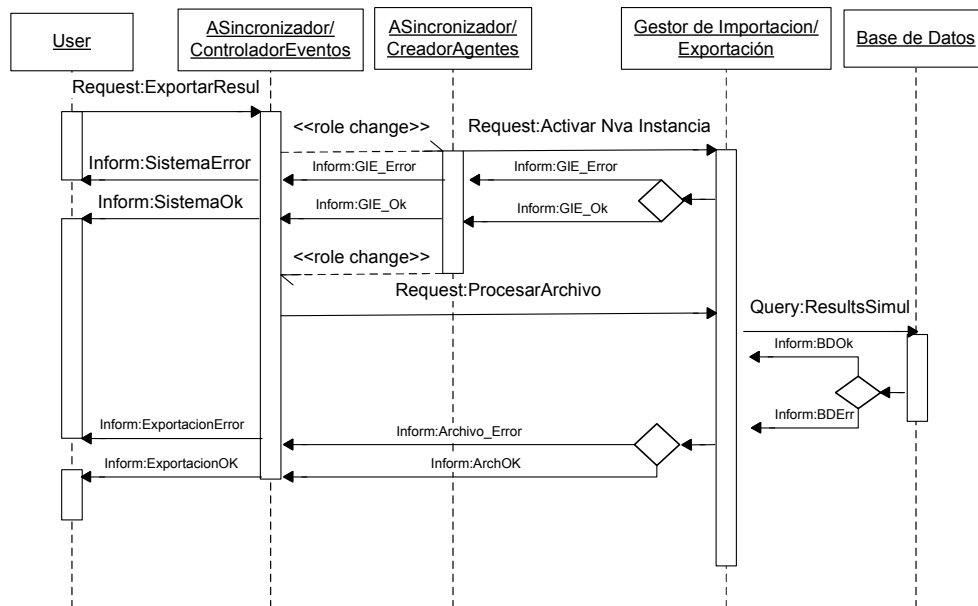 User
ASincronizador/
ControladorEventos
ASincronizador/
CreadorAgentes
Gestor de Importacion/
Exportación
Base de Datos
Request:ExportarResul
<<role change>>
Request:Activar Nva Instancia
Inform:SistemaError
Inform:GIE_Error
Inform:GIE_Error
Inform:SistemaOk
Inform:GIE_Ok
Inform:GIE_Ok
<<role change>>
Request:ProcesarArchivo
Query:ResultsSimul
Inform:BDOk
Inform:BDErr
Inform:ExportacionError
Inform:Archivo_Error
Inform:ExportacionOK
Inform:ArchOK